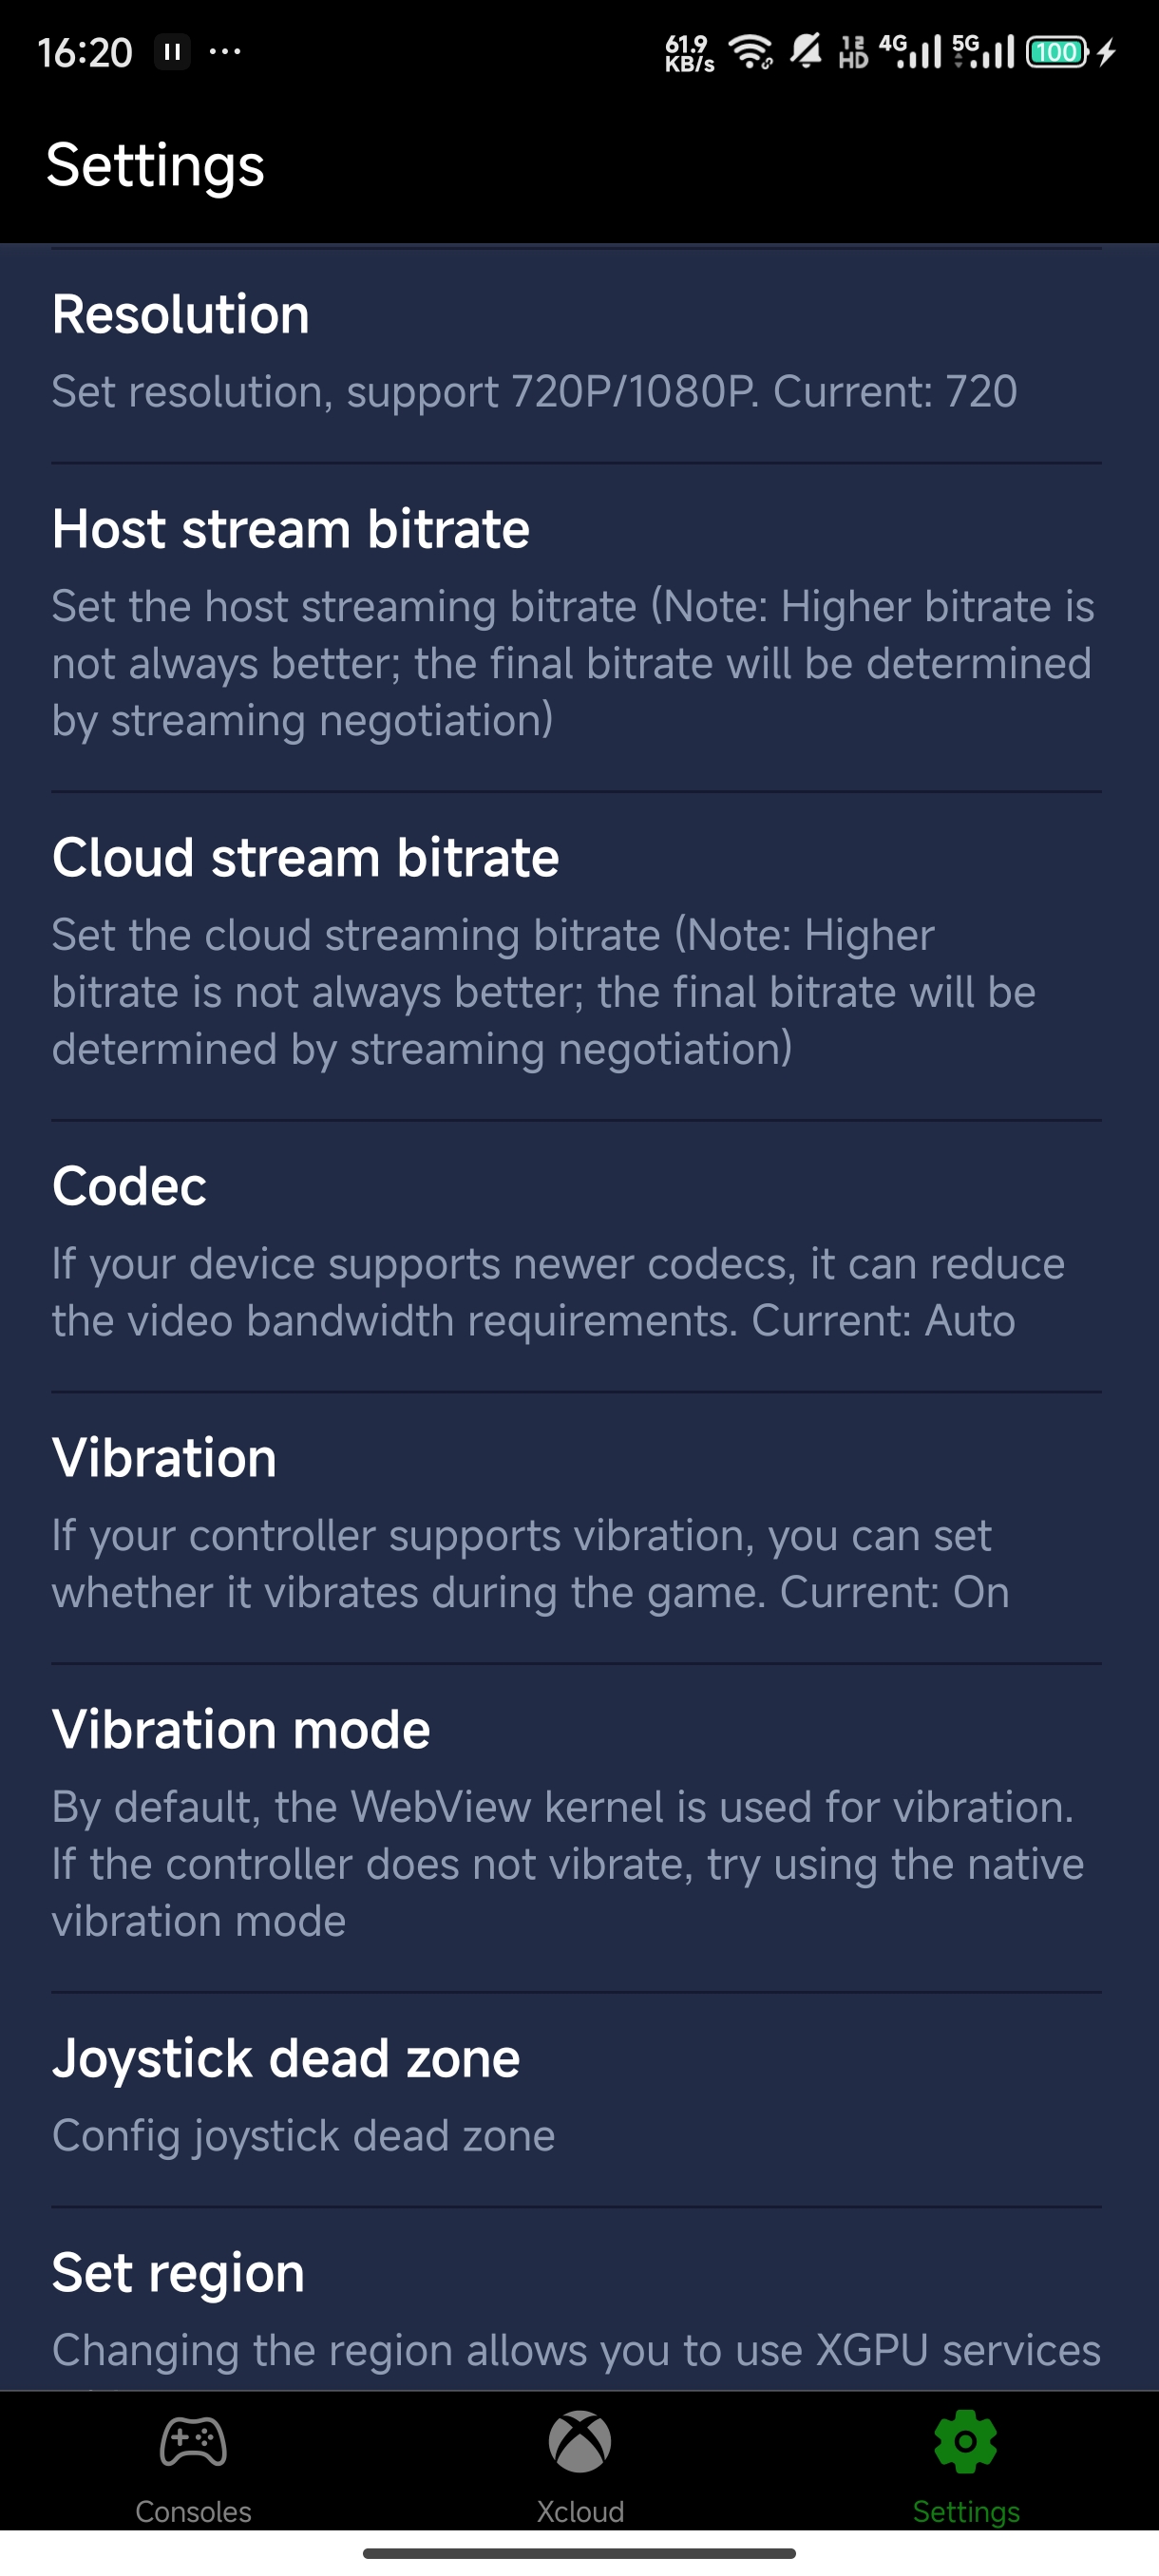 16:20
61.9
KB/s
12
HD
4G
5G
100
Settings
Resolution
Set resolution, support 720P/1080P. Current: 720
Host stream bitrate
Set the host streaming bitrate (Note: Higher bitrate is
not always better; the final bitrate will be determined
by streaming negotiation)
Cloud stream bitrate
Set the cloud streaming bitrate (Note: Higher
bitrate is not always better; the final bitrate will be
determined by streaming negotiation)
Codec
If your device supports newer codecs, it can reduce
the video bandwidth requirements. Current: Auto
Vibration
If your controller supports vibration, you can set
whether it vibrates during the game. Current: On
Vibration mode
By default, the WebView kernel is used for vibration.
If the controller does not vibrate, try using the native
vibration mode
Joystick dead zone
Config joystick dead zone
Set region
Changing the region allows you to use XGPU services
Consoles
Xcloud
Settings